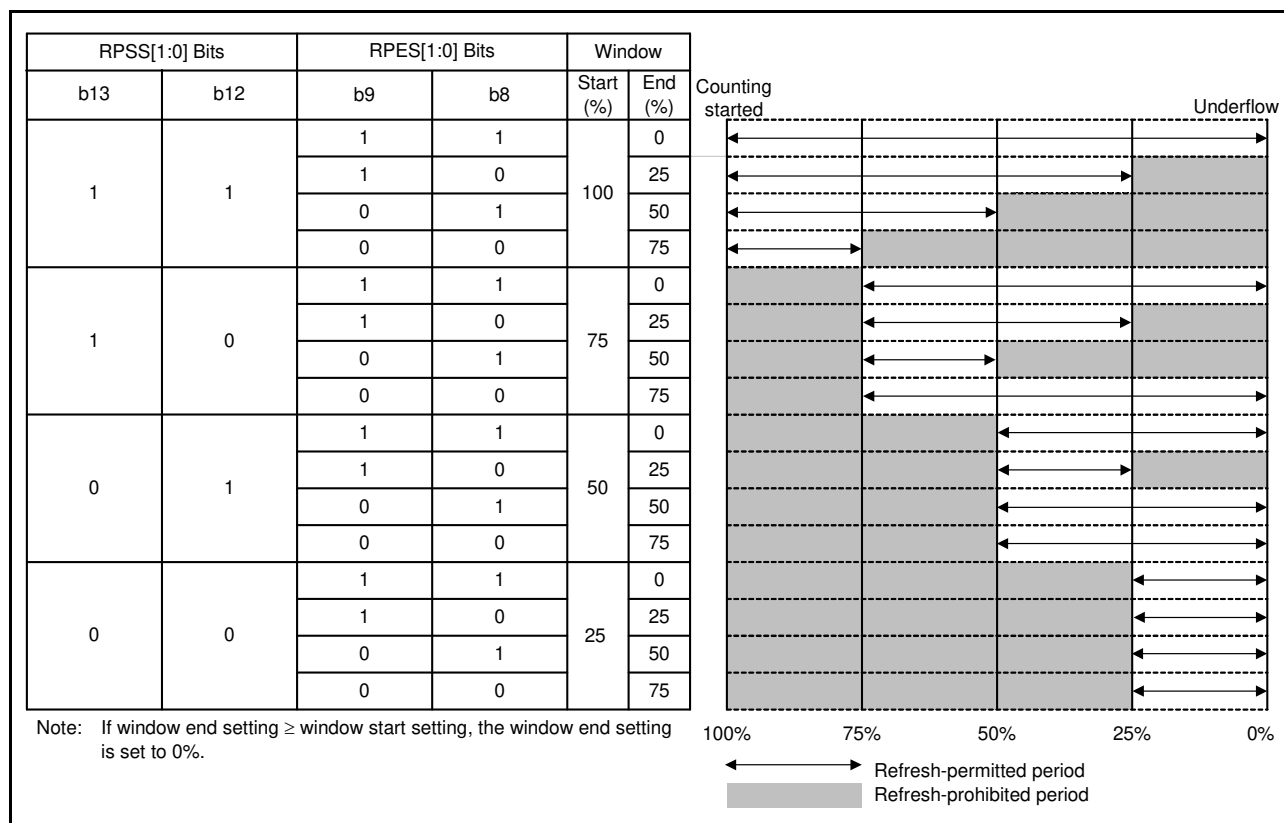 RPSS[1:0] Bits RPES[1:0] Bits Window
b13 b12 b9 b8 Start (%) End (%)
Counting started
Underflow
1 1 1 1 100 0
1 0 25
0 1 50
0 0 75
1 0 1 1 75 0
1 0 25
0 1 50
0 0 75
0 1 1 1 50 0
1 0 25
0 1 50
0 0 75
0 0 1 1 25 0
1 0 25
0 1 50
0 0 75
Note: If window end setting ≥ window start setting, the window end setting
is set to 0%.
100% 75% 50% 25% 0%
Refresh-permitted period
Refresh-prohibited period